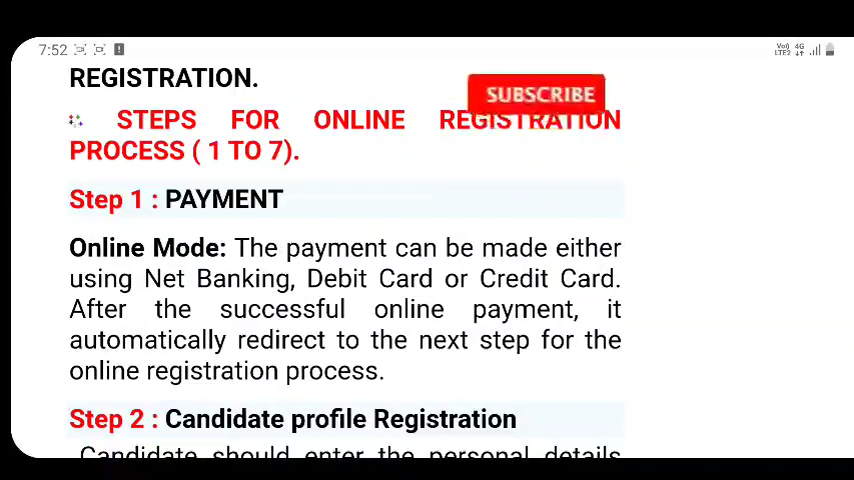 7:52
Vo)) LTE2 4G
REGISTRATION.
SUBSCRIBE
STEPS FOR ONLINE REGISTRATION
PROCESS ( 1 TO 7).
Step 1 : PAYMENT
Online Mode: The payment can be made either
using Net Banking, Debit Card or Credit Card.
After the successful online payment, it
automatically redirect to the next step for the
online registration process.
Step 2 : Candidate profile Registration
Candidate should enter the personal details